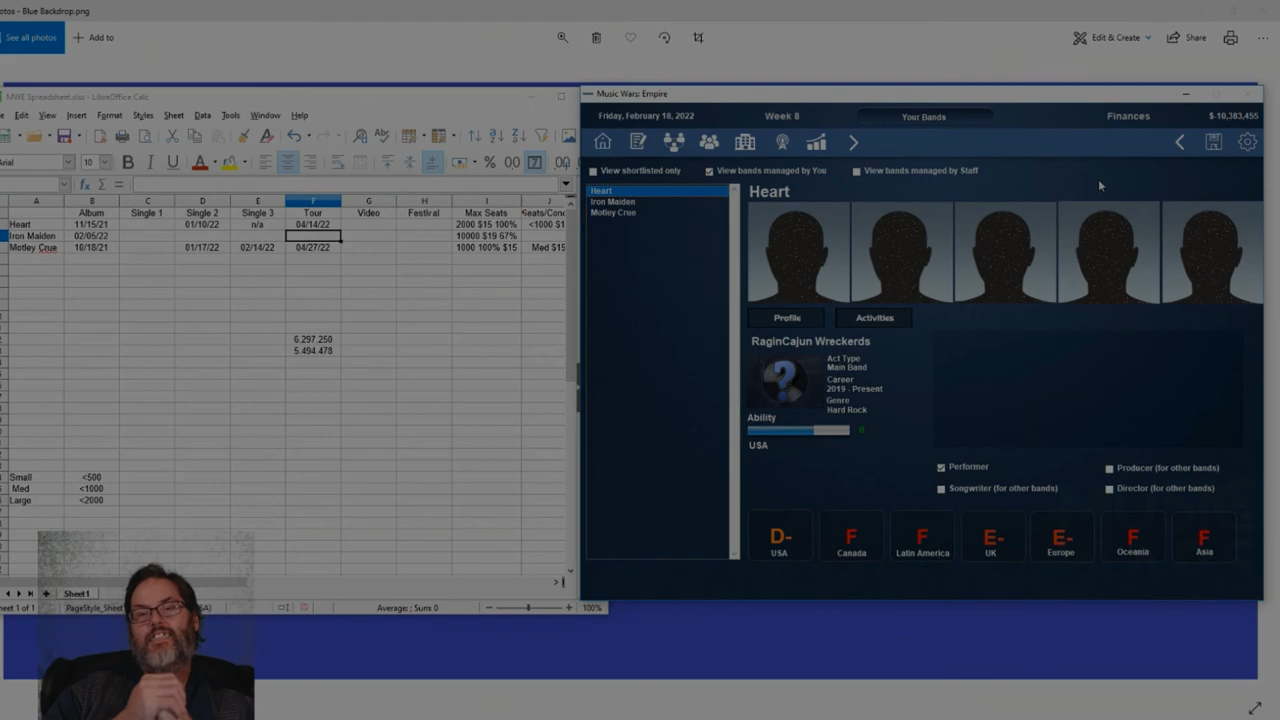 otos - Blue Backdrop.png
See all photos
Add to
Edit & Create
Share
MWE Spreadsheet.xlsx - LibreOffice Calc
Edit View Insert Format Styles Sheet Data Tools Window Help
Arial 10
A B C D E F G H I J
Album Single 1 Single 2 Single 3 Tour Video Festival Max Seats Seats/Conc
Heart 11/15/21 01/10/22 n/a 04/14/22 2000 $15 100% <1000 $1
Iron Maiden 02/05/22 10000 $19 67%
Motley Crue 10/18/21 01/17/22 02/14/22 04/27/22 1000 100% $15 Med $15
6.297.250
5.494.478
Small <500
Med <1000
Large <2000
Sheet1
heet 1 of 1 PageStyle_Shee SA) Average: ; Sum: 0 100%
Music Wars: Empire
Friday, February 18, 2022 Week 8 Your Bands Finances $-10,383,455
View shortlisted only View bands managed by You View bands managed by Staff
Heart
Iron Maiden
Motley Crue
Heart
Profile Activities
RaginCajun Wreckerds
Act Type
Main Band
Career
2019 - Present
Genre
Hard Rock
Ability
8
USA
Performer Producer (for other bands)
Songwriter (for other bands) Director (for other bands)
D- F F E- E- F F
USA Canada Latin America UK Europe Oceania Asia